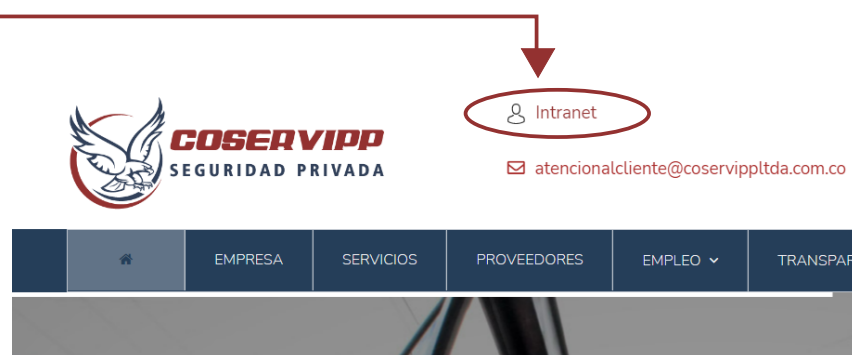 Intranet
COSERVIPP
SEGURIDAD PRIVADA
atencionalcliente@coservippltda.com.co
EMPRESA SERVICIOS PROVEEDORES EMPLEO TRANSPAR